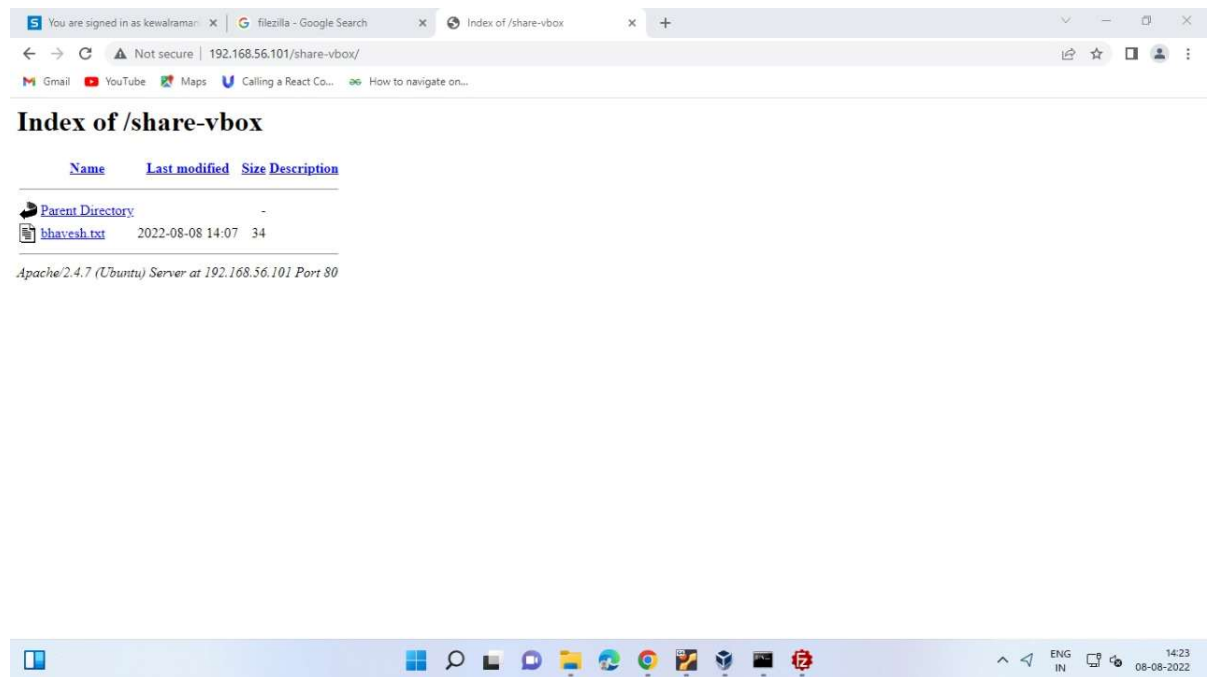 You are signed in as kewalraman
filezilla - Google Search
Index of /share-vbox
Not secure | 192.168.56.101/share-vbox/
Gmail YouTube Maps Calling a React Co... How to navigate on...
Index of /share-vbox
Name Last modified Size Description
Parent Directory -
bhavesh.txt 2022-08-08 14:07 34
Apache/2.4.7 (Ubuntu) Server at 192.168.56.101 Port 80
ENG 14:23
IN 08-08-2022